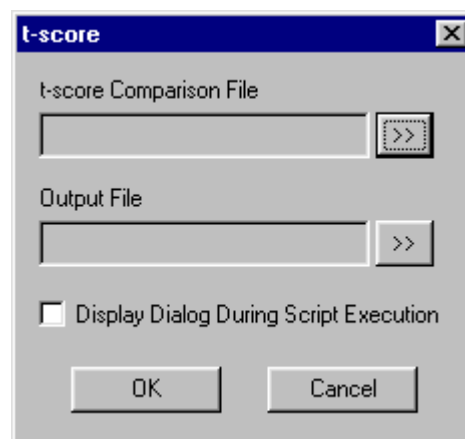 t-score
t-score Comparison File
>>
Output File
>>
Display Dialog During Script Execution
OK Cancel